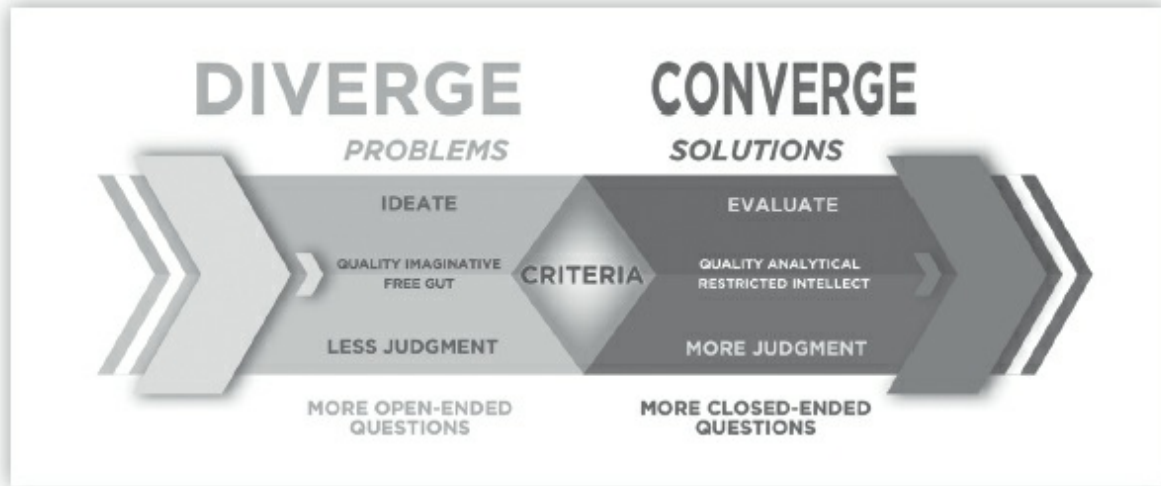 DIVERGE
PROBLEMS
IDEATE
QUALITY IMAGINATIVE
FREE GUT
LESS JUDGMENT
MORE OPEN-ENDED
QUESTIONS
CRITERIA
CONVERGE
SOLUTIONS
EVALUATE
QUALITY ANALYTICAL
RESTRICTED INTELLECT
MORE JUDGMENT
MORE CLOSED-ENDED
QUESTIONS